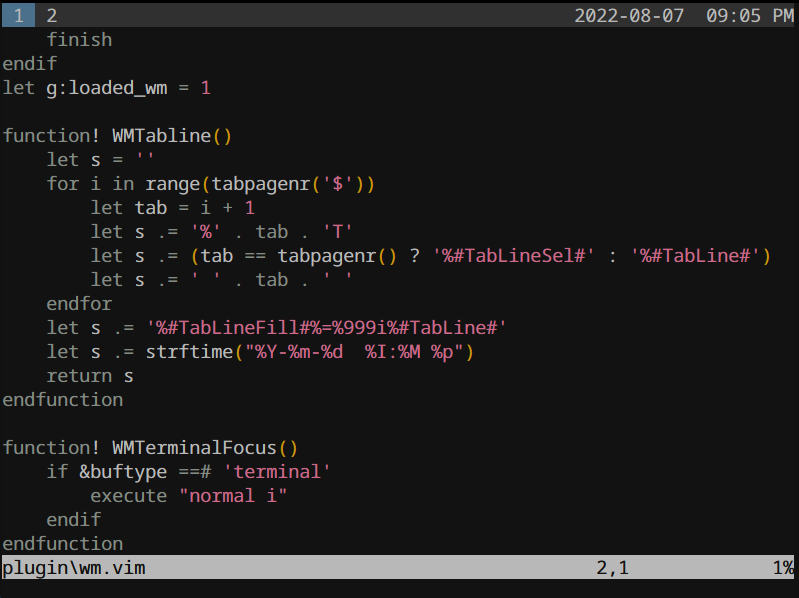 1 2 2022-08-07 09:05 PM
    finish
endif
let g:loaded_wm = 1

function! WMTabline()
    let s = ''
    for i in range(tabpagenr('$'))
        let tab = i + 1
        let s .= '%' . tab . 'T'
        let s .= (tab == tabpagenr() ? '%#TabLineSel#' : '%#TabLine#')
        let s .= ' ' . tab . ' '
    endfor
    let s .= '%#TabLineFill#%=%999i%#TabLine#'
    let s .= strftime("%Y-%m-%d  %I:%M %p")
    return s
endfunction

function! WMTerminalFocus()
    if &buftype ==# 'terminal'
        execute "normal i"
    endif
endfunction
plugin\wm.vim 2,1 1%